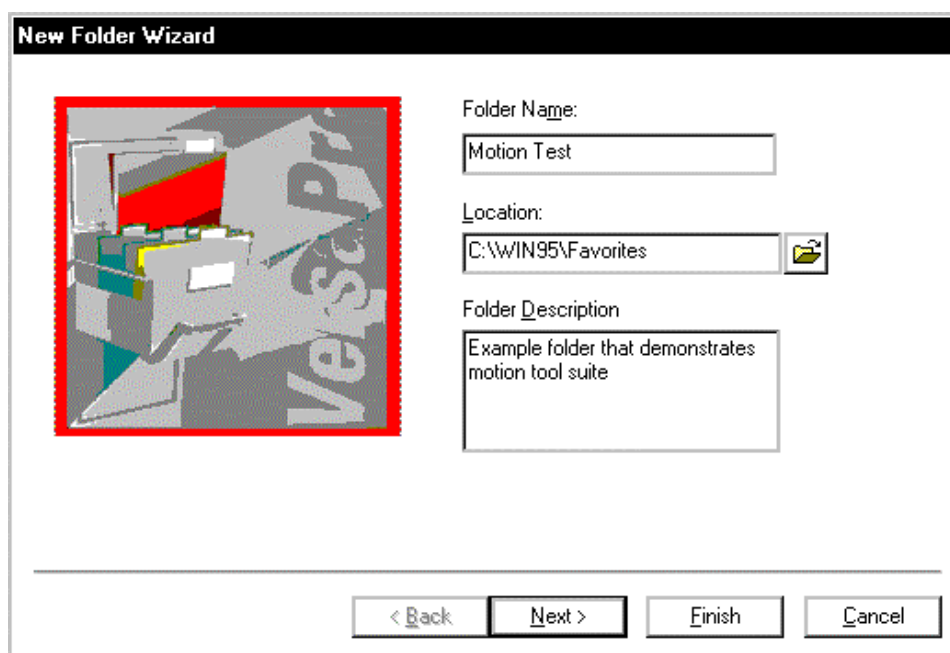 New Folder Wizard
Folder Name:
Motion Test
Location:
C:\WIN95\Favorites
Folder Description
Example folder that demonstrates
motion tool suite
VersaPr
< Back
Next >
Finish
Cancel